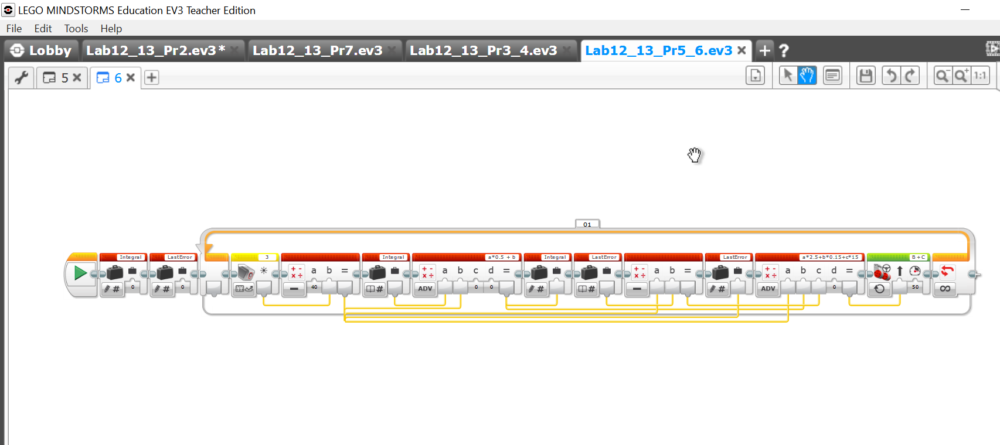 LEGO MINDSTORMS Education EV3 Teacher Edition
File Edit Tools Help
Lobby Lab12_13_Pr2.ev3* Lab12_13_Pr7.ev3 Lab12_13_Pr3_4.ev3 Lab12_13_Pr5_6.ev3 + ?
5 6 + 1:1
01
Integral LastError 3 Integral a*0.5 + b Integral LastError LastError a*2.5+b*0.15+c*15 B+C
+ - a b = + - a b c d = + - a b = + - a b c d =
x ÷ x ÷ x ÷ x ÷
# 0 # 0 − 40 # ADV 0 0 # # − # ADV 0 50 ∞